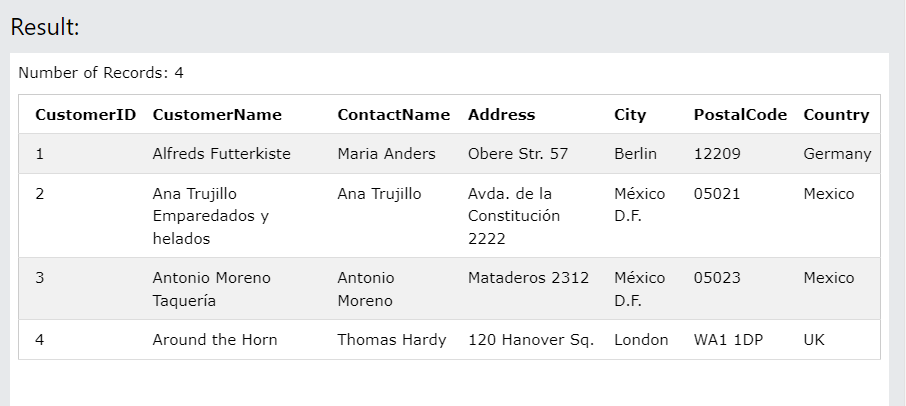 Result:
Number of Records: 4
CustomerID CustomerName ContactName Address City PostalCode Country
1 Alfreds Futterkiste Maria Anders Obere Str. 57 Berlin 12209 Germany
2 Ana Trujillo Ana Trujillo Avda. de la México 05021 Mexico
Emparedados y Constitución D.F.
helados 2222
3 Antonio Moreno Antonio Mataderos 2312 México 05023 Mexico
Taquería Moreno D.F.
4 Around the Horn Thomas Hardy 120 Hanover Sq. London WA1 1DP UK